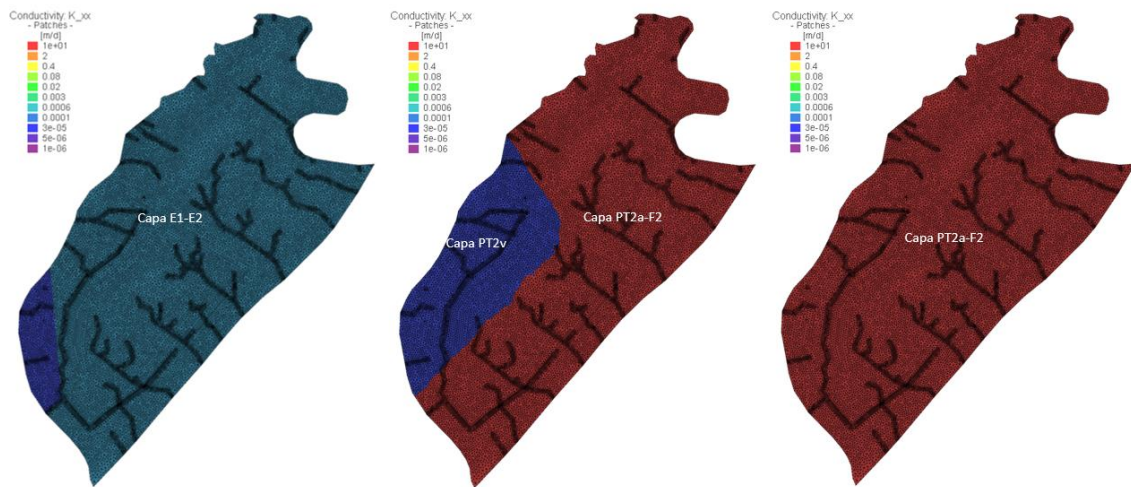 Conductivity: K_xx
- Patches -
[m/d]
1e+01
2
0.4
0.08
0.02
0.003
0.0006
0.0001
3e-05
5e-06
1e-06
Capa E1-E2
Conductivity: K_xx
- Patches -
[m/d]
1e+01
2
0.4
0.08
0.02
0.003
0.0006
0.0001
3e-05
5e-06
1e-06
Capa PT2a-F2
Capa PT2v
Conductivity: K_xx
- Patches -
[m/d]
1e+01
2
0.4
0.08
0.02
0.003
0.0006
0.0001
3e-05
5e-06
1e-06
Capa PT2a-F2